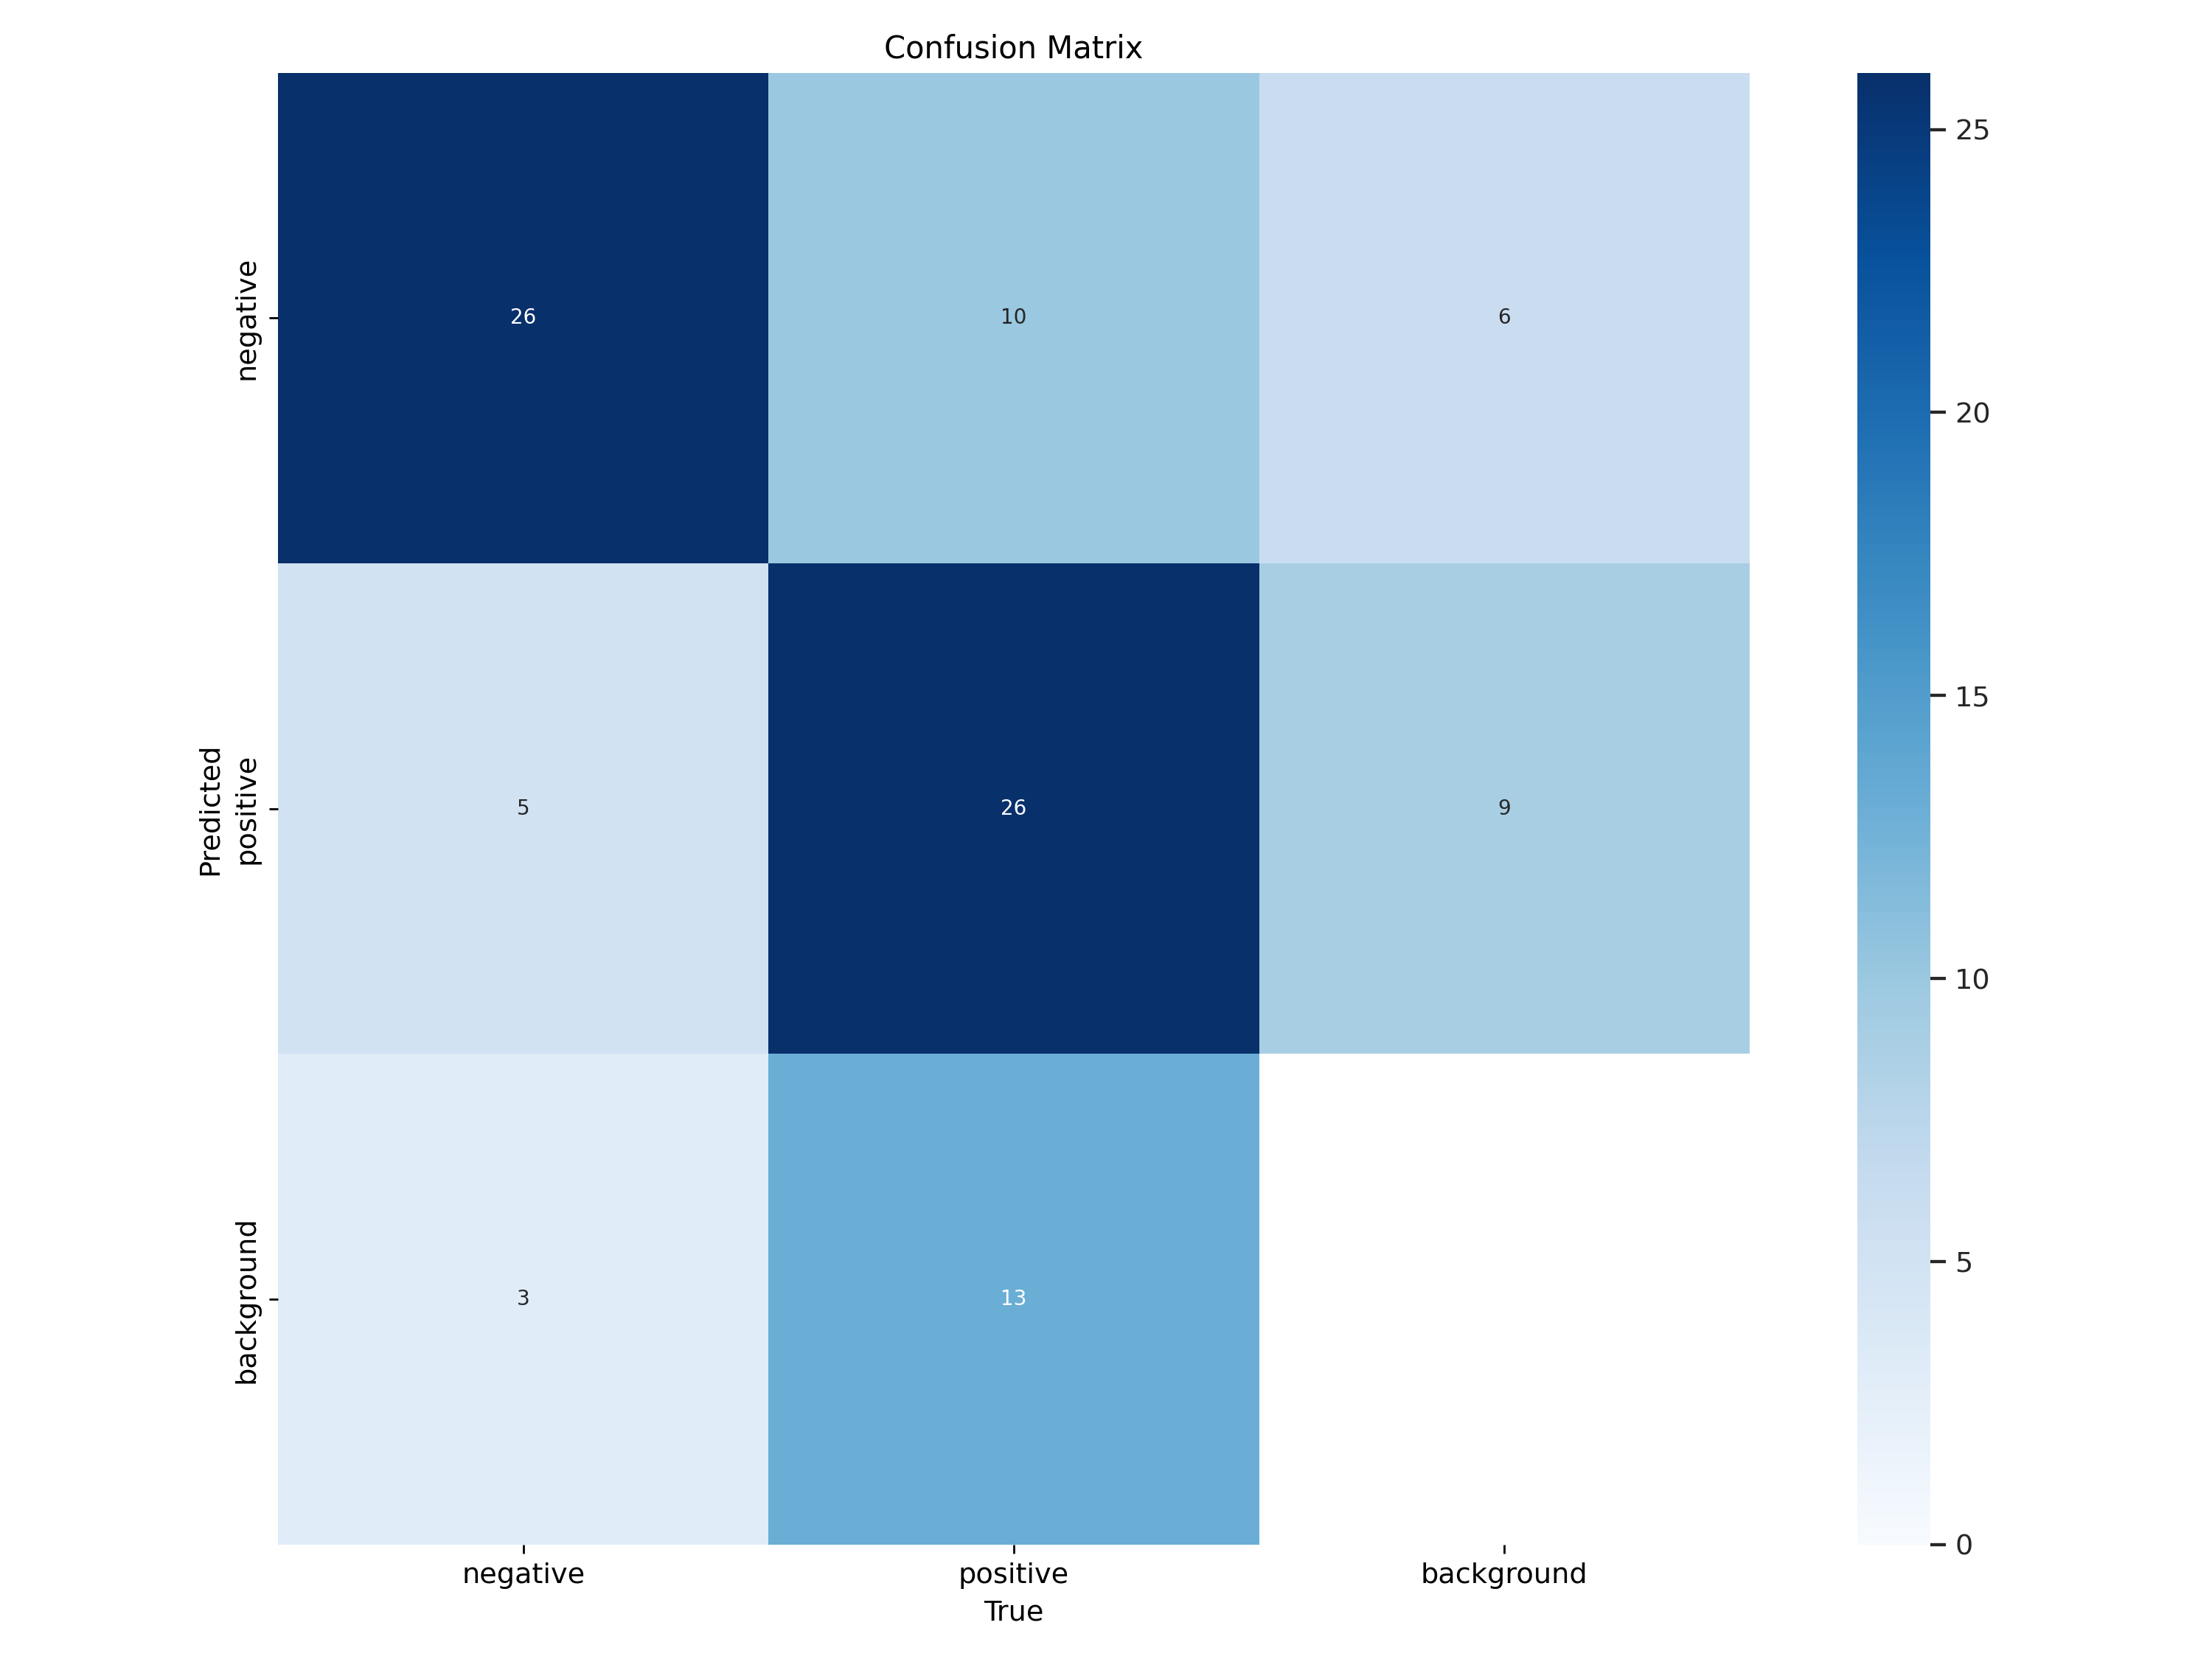 Confusion Matrix
negative
26
10
6
25
20
15
10
5
0
Predicted
positive
5
26
9
background
3
13
negative
positive
background
True